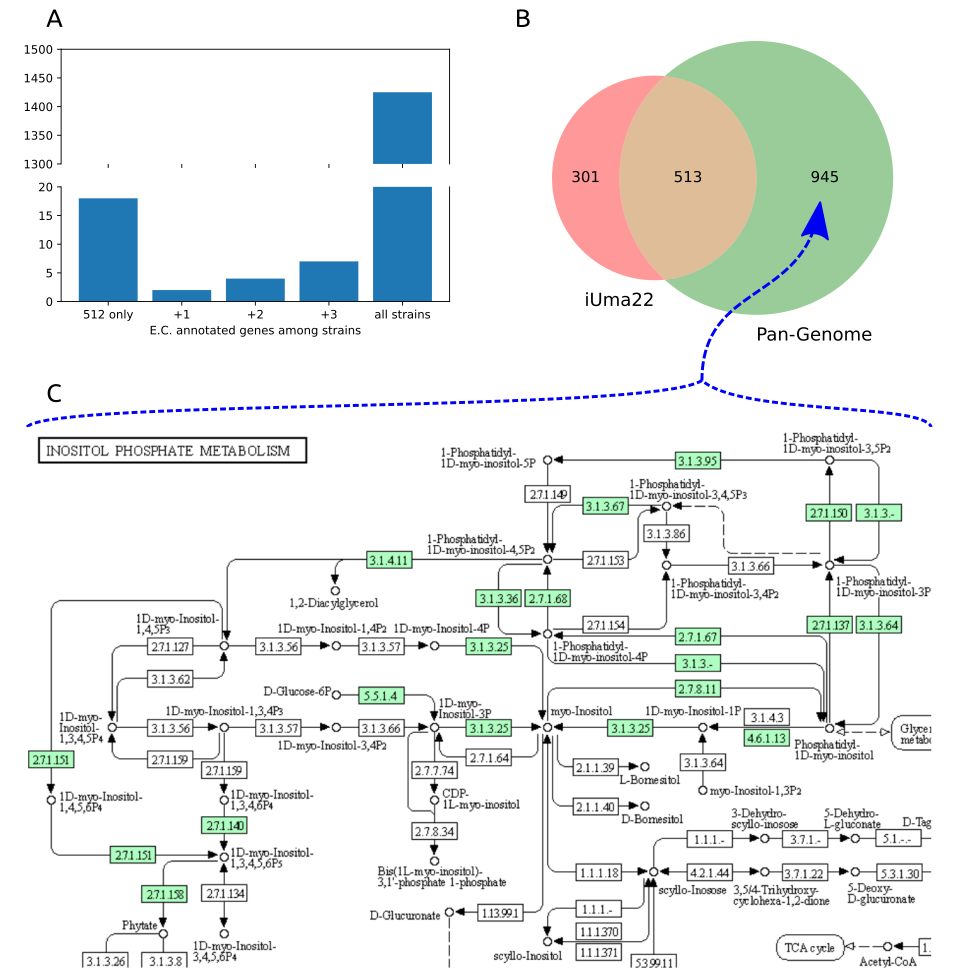 A
1500
1450
1400
1350
1300
20
15
10
5
0
512 only
+1
+2
+3
all strains
E.C. annotated genes among strains
B
301
513
945
iUma22
Pan-Genome
C
INOSITOL PHOSPHATE METABOLISM
1-Phosphatidyl-
1D-myo-inositol-5P
3.1.3.95
1-Phosphatidyl-
1D-myo-inositol-3,5P2
2.7.1.149
3.1.3.67
1-Phosphatidyl-
1D-myo-inositol-3,4,5P3
2.7.1.150
3.1.3.-
3.1.3.86
1-Phosphatidyl-
1D-myo-inositol-4,5P2
3.1.4.11
2.7.1.153
3.1.3.66
1,2-Diacylglycerol
3.1.3.36
2.7.1.68
1-Phosphatidyl-
1D-myo-inositol-3,4P2
1-Phosphatidyl-
1D-myo-inositol-3P
1D-myo-Inositol-
1,4,5P3
2.7.1.154
2.7.1.137
3.1.3.64
2.7.1.67
1D-myo-Inositol-1,4P2
1D-myo-Inositol-4P
2.7.1.127
3.1.3.56
3.1.3.57
3.1.3.25
1-Phosphatidyl-
1D-myo-inositol-4P
3.1.3.-
3.1.3.62
D-Glucose-6P
5.5.1.4
2.7.8.11
1D-myo-
Inositol-
1,3,4,5P4
1D-myo-Inositol-1,3,4P3
1D-myo-
Inositol-3P
myo-Inositol
1D-myo-Inositol-1P
3.1.4.3
3.1.3.56
3.1.3.57
3.1.3.66
3.1.3.25
3.1.3.25
4.6.1.13
Phosphatidyl-
1D-myo-inositol
Glycer
metabo
1D-myo-Inositol-3,4P2
2.7.1.151
2.7.1.159
2.7.1.159
2.7.1.64
2.7.7.74
2.1.1.39
L-Bornesitol
3.1.3.64
myo-Inositol-1,3P2
1D-myo-Inositol-
1,4,5,6P4
1D-myo-Inositol-
1,3,4,6P4
CDP-
1L-myo-inositol
2.1.1.40
D-Bornesitol
2.7.1.140
2.7.8.34
3-Dehydro-
scyllo-inosose
5-Dehydro-
L-gluconate
D-Tag
1.1.1.-
3.7.1.-
5.1.-.-
2.7.1.151
1D-myo-Inositol-
1,3,4,5,6P5
Bis(1L-myo-inositol)-
3,1'-phosphate 1-phosphate
1.1.1.18
4.2.1.44
3.7.1.22
5.3.1.30
scyllo-Inosose
3,5/4-Trihydroxy-
cyclohexa-1,2-dione
5-Deoxy-
D-glucuronate
2.7.1.158
2.7.1.134
D-Glucuronate
1.13.99.1
1.1.1.-
1.1.1.370
1.1.1.371
Phytate
scyllo-Inositol
1D-myo-Inositol-
3,4,5,6P4
3.1.3.26
3.1.3.8
5.3.99.11
TCA cycle
Acetyl-CoA
1.